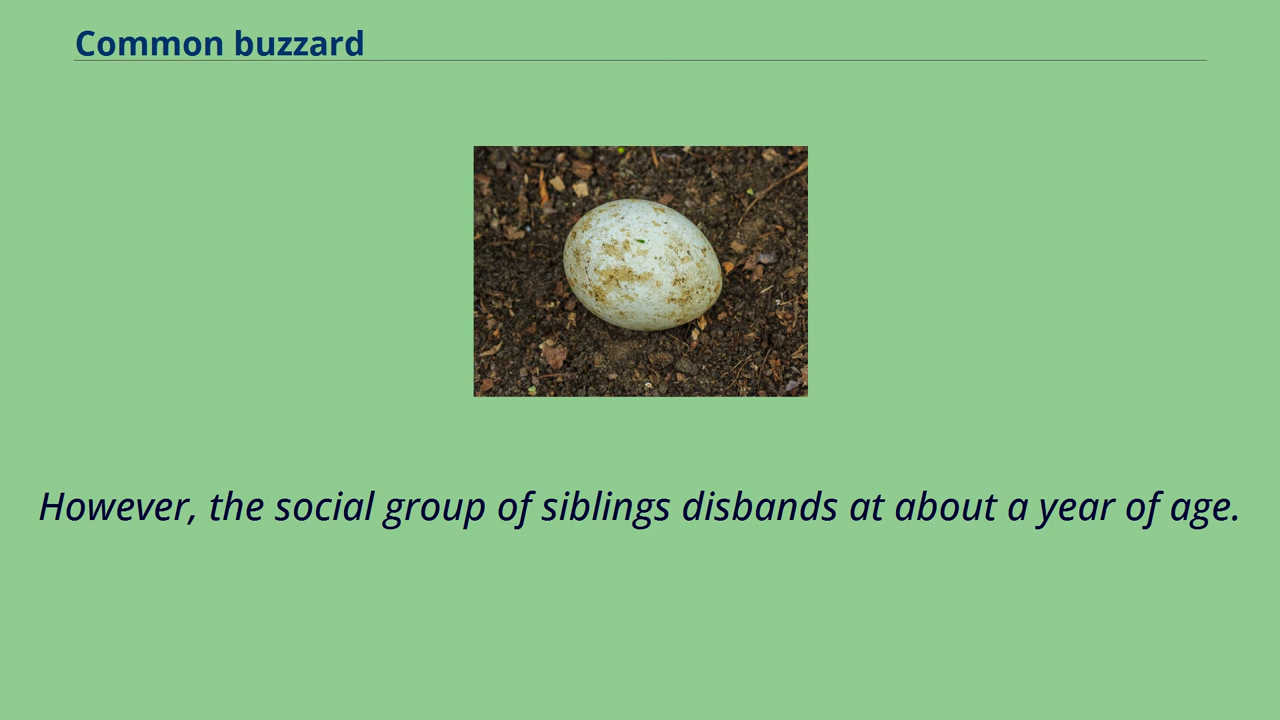 Common buzzard
However, the social group of siblings disbands at about a year of age.